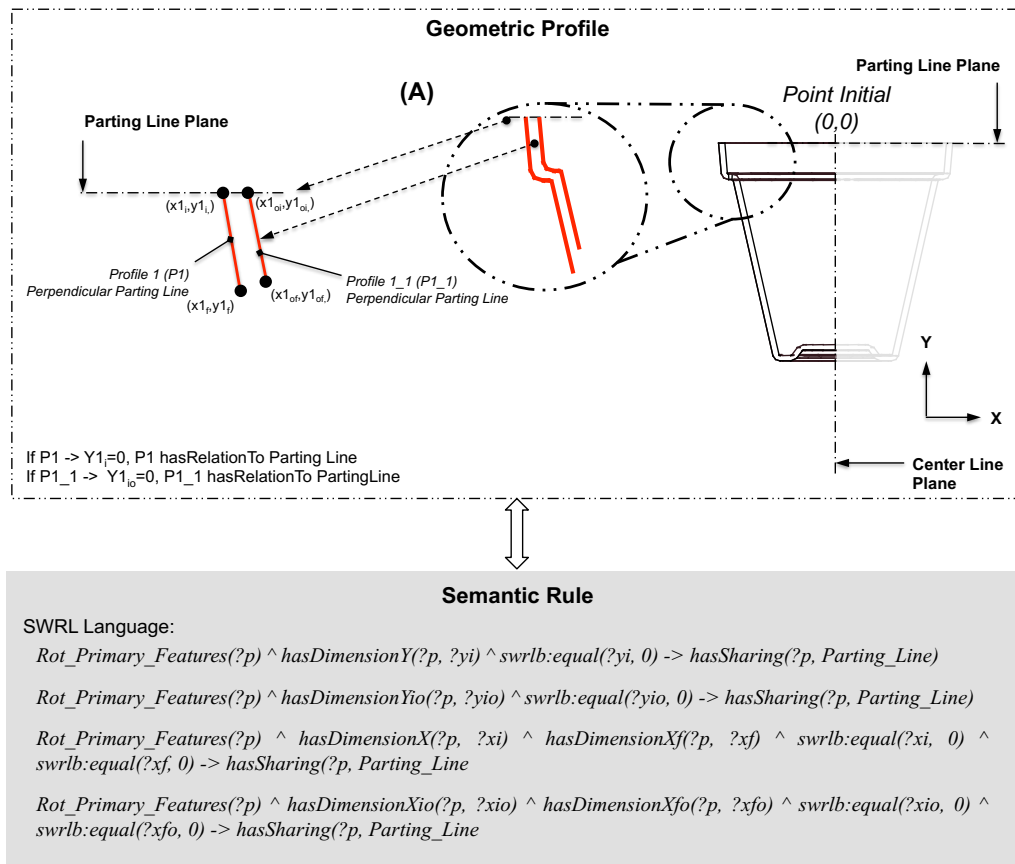 Geometric Profile
(A)
Parting Line Plane
Point Initial
(0,0)
Parting Line Plane
(x1i,y1i,)
(x1oi,y1oi,)
Profile 1 (P1)
Perpendicular Parting Line
Profile 1_1 (P1_1)
Perpendicular Parting Line
(x1f,y1f)
(x1of,y1of,)
Y
X
If P1 -> Y1i=0, P1 hasRelationTo Parting Line
If P1_1 -> Y1io=0, P1_1 hasRelationTo PartingLine
Center Line
Plane
Semantic Rule
SWRL Language:
Rot_Primary_Features(?p) ^ hasDimensionY(?p, ?yi) ^ swrlb:equal(?yi, 0) -> hasSharing(?p, Parting_Line)
Rot_Primary_Features(?p) ^ hasDimensionYio(?p, ?yio) ^ swrlb:equal(?yio, 0) -> hasSharing(?p, Parting_Line)
Rot_Primary_Features(?p) ^ hasDimensionX(?p, ?xi) ^ hasDimensionXf(?p, ?xf) ^ swrlb:equal(?xi, 0) ^
swrlb:equal(?xf, 0) -> hasSharing(?p, Parting_Line
Rot_Primary_Features(?p) ^ hasDimensionXio(?p, ?xio) ^ hasDimensionXfo(?p, ?xfo) ^ swrlb:equal(?xio, 0) ^
swrlb:equal(?xfo, 0) -> hasSharing(?p, Parting_Line